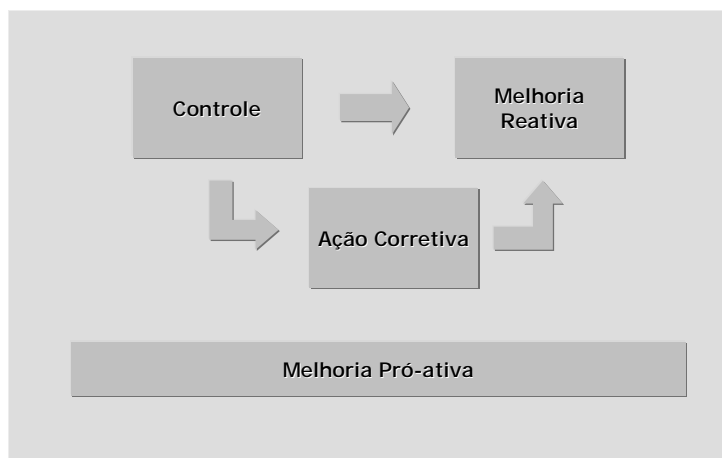 Controle
Melhoria
Reativa
Ação Corretiva
Melhoria Pró-ativa